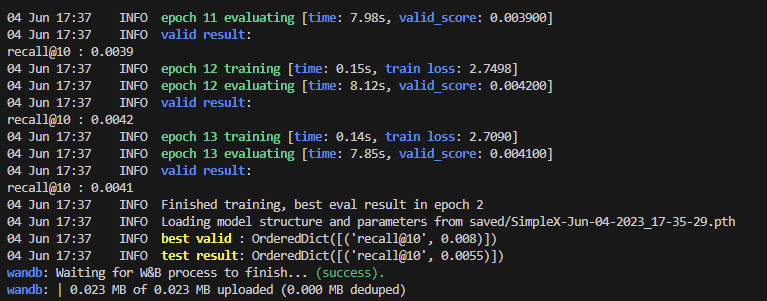 04 Jun 17:37 INFO epoch 11 evaluating [time: 7.98s, valid_score: 0.003900]
04 Jun 17:37 INFO valid result:
recall@10 : 0.0039
04 Jun 17:37 INFO epoch 12 training [time: 0.15s, train loss: 2.7498]
04 Jun 17:37 INFO epoch 12 evaluating [time: 8.12s, valid_score: 0.004200]
04 Jun 17:37 INFO valid result:
recall@10 : 0.0042
04 Jun 17:37 INFO epoch 13 training [time: 0.14s, train loss: 2.7090]
04 Jun 17:37 INFO epoch 13 evaluating [time: 7.85s, valid_score: 0.004100]
04 Jun 17:37 INFO valid result:
recall@10 : 0.0041
04 Jun 17:37 INFO Finished training, best eval result in epoch 2
04 Jun 17:37 INFO Loading model structure and parameters from saved/SimpleX-Jun-04-2023_17-35-29.pth
04 Jun 17:37 INFO best valid : OrderedDict([('recall@10', 0.008)])
04 Jun 17:37 INFO test result: OrderedDict([('recall@10', 0.0055)])
wandb: Waiting for W&B process to finish... (success).
wandb: | 0.023 MB of 0.023 MB uploaded (0.000 MB deduped)